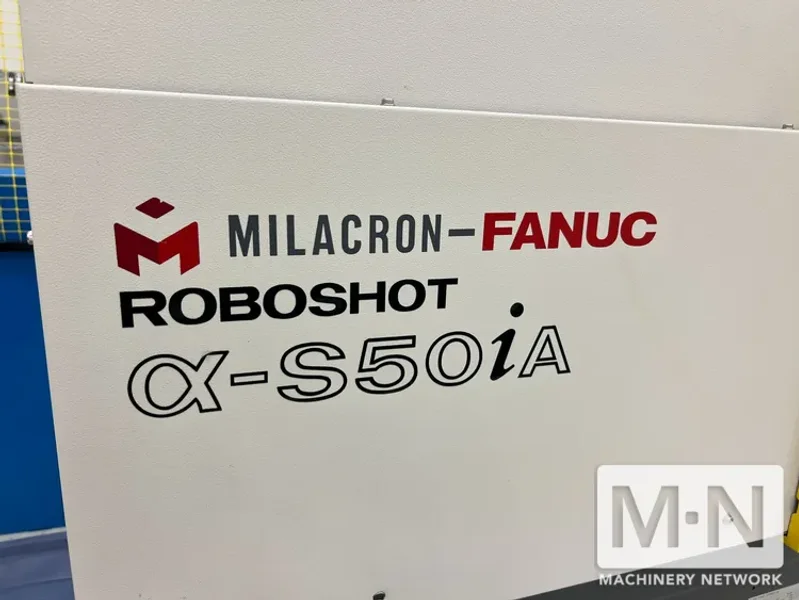 MILACRON–FANUC
ROBOSHOT
α-S50iA
M·N
MACHINERY NETWORK